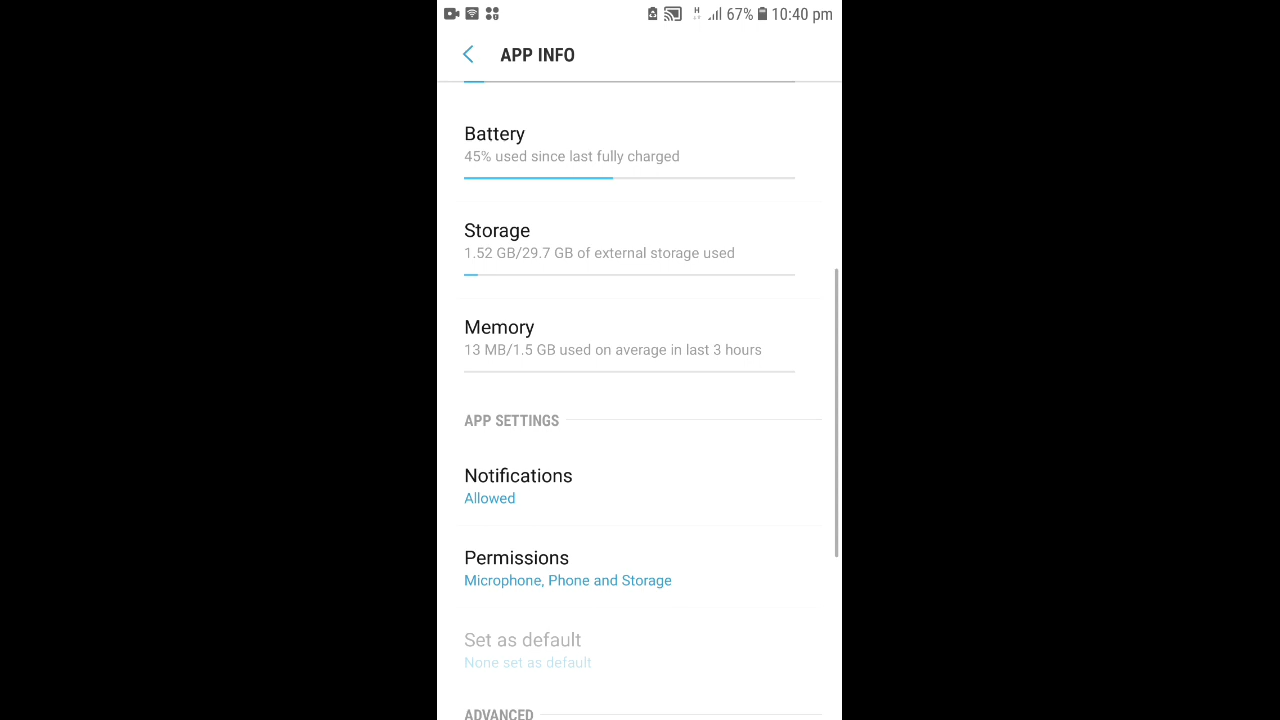 67% 10:40 pm
APP INFO
Battery
45% used since last fully charged
Storage
1.52 GB/29.7 GB of external storage used
Memory
13 MB/1.5 GB used on average in last 3 hours
APP SETTINGS
Notifications
Allowed
Permissions
Microphone, Phone and Storage
Set as default
None set as default
ADVANCED